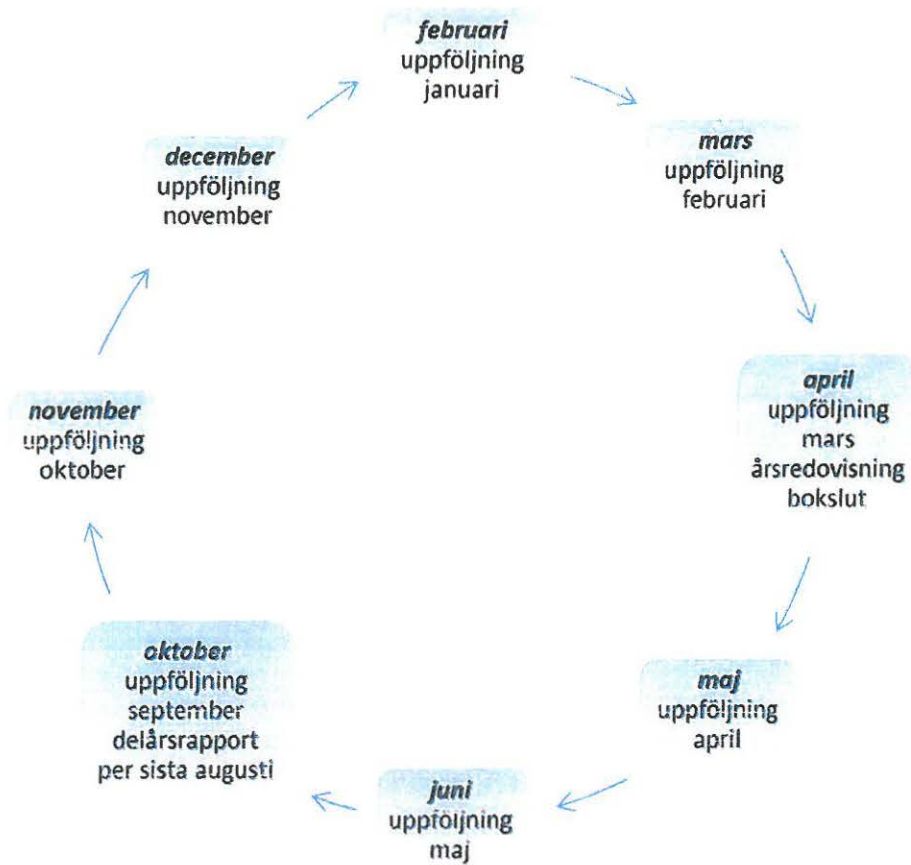 februari
uppföljning
januari
mars
uppföljning
februari
april
uppföljning
mars
årsredovisning
bokslut
maj
uppföljning
april
juni
uppföljning
maj
oktober
uppföljning
september
delårsrapport
per sista augusti
november
uppföljning
oktober
december
uppföljning
november